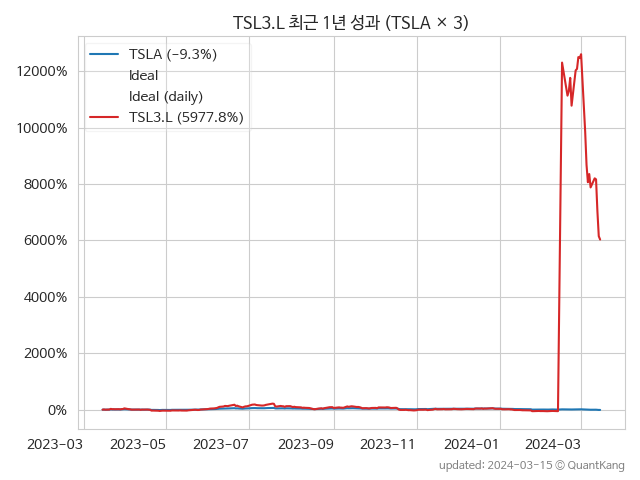 TSL3.L 최근 1년 성과 (TSLA × 3)
TSLA (−9.3%)
Ideal
Ideal (daily)
TSL3.L (5977.8%)
12000%
10000%
8000%
6000%
4000%
2000%
0%
2023-03 2023-05 2023-07 2023-09 2023-11 2024-01 2024-03
updated: 2024-03-15 © QuantKang